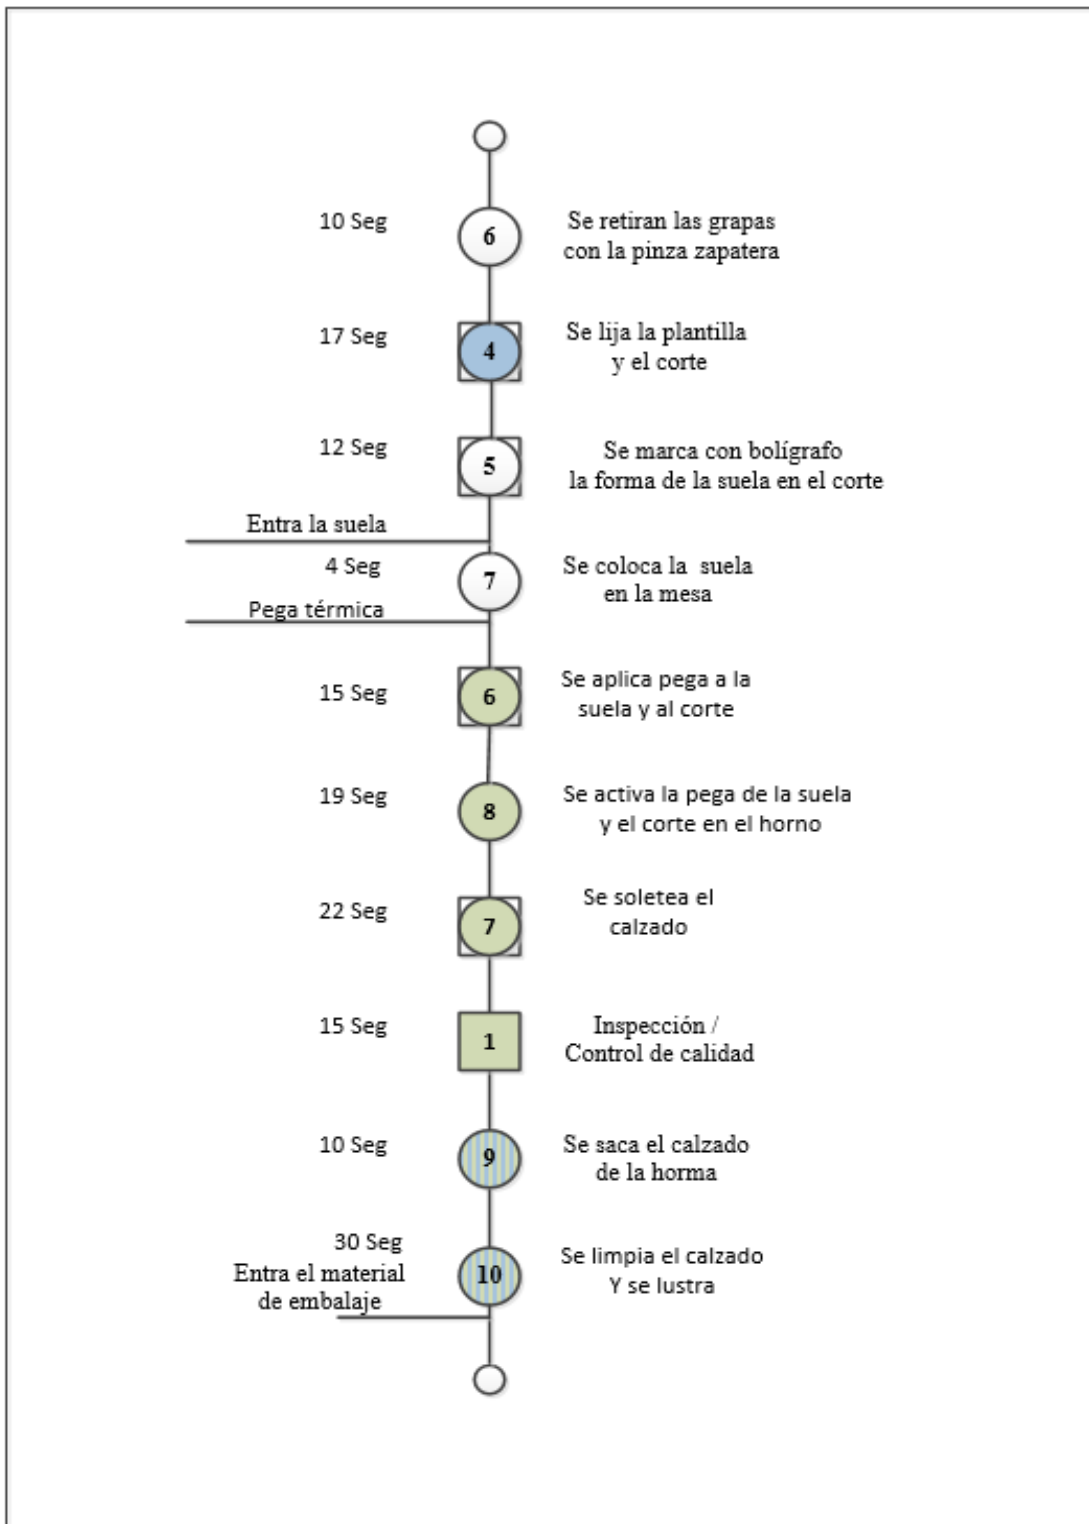 10 Seg
6
Se retiran las grapas
con la pinza zapatera
17 Seg
4
Se lija la plantilla
y el corte
12 Seg
5
Se marca con bolígrafo
la forma de la suela en el corte
Entra la suela
4 Seg
7
Se coloca la suela
en la mesa
Pega térmica
15 Seg
6
Se aplica pega a la
suela y al corte
19 Seg
8
Se activa la pega de la suela
y el corte en el horno
22 Seg
7
Se soletea el
calzado
15 Seg
1
Inspección /
Control de calidad
10 Seg
9
Se saca el calzado
de la horma
30 Seg
10
Se limpia el calzado
Y se lustra
Entra el material
de embalaje